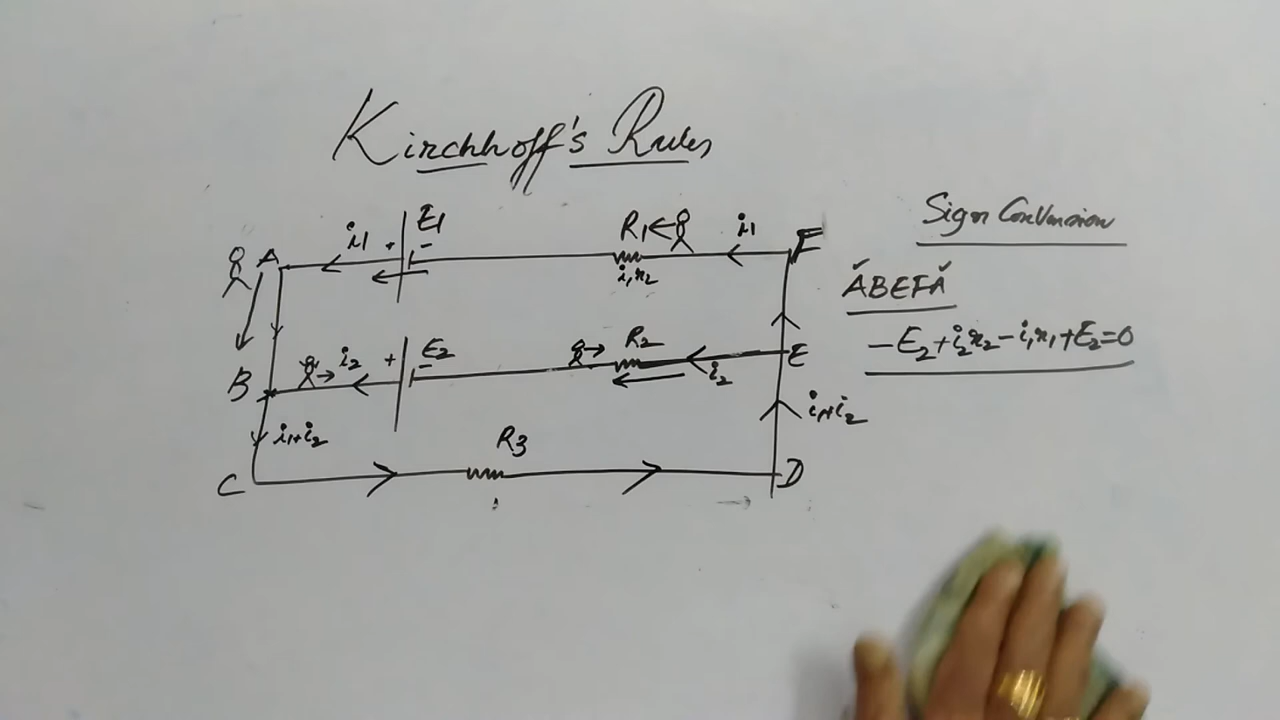 Kirchhoff's Rules
Sign Convension
E1
R1
i1
i1
+
-
A
F
i1r2
ABEFA
-E2+i2r2-i1r1+E2=0
E2
R2
i2
+
-
B
E
i2
i1+i2
i1+i2
R3
C
D